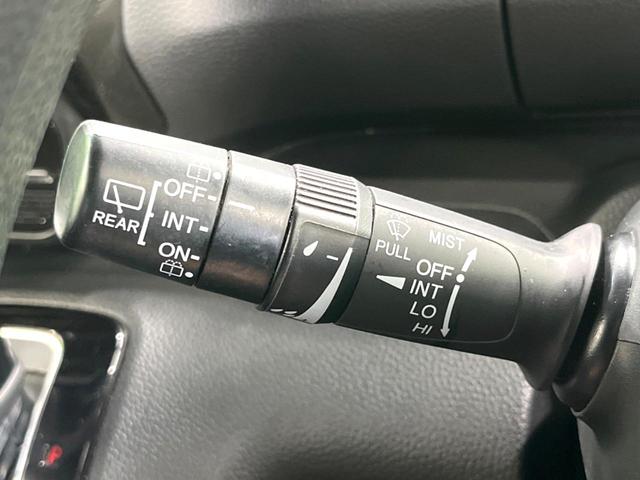 REAR
OFF
INT
ON
PULL
MIST
OFF
INT
LO
HI